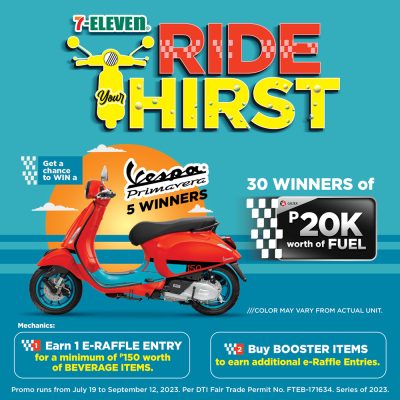 7-ELEVEN®
RIDE
Your
THIRST
Get a
chance
to WIN a
Vespa
Primavera
5 WINNERS
30 WINNERS of
₱20K
worth of FUEL
150
///COLOR MAY VARY FROM ACTUAL UNIT.
Mechanics:
1 Earn 1 E-RAFFLE ENTRY
for a minimum of ₱150 worth
of BEVERAGE ITEMS.
2 Buy BOOSTER ITEMS
to earn additional e-Raffle Entries.
Promo runs from July 19 to September 12, 2023. Per DTI Fair Trade Permit No. FTEB-171634. Series of 2023.